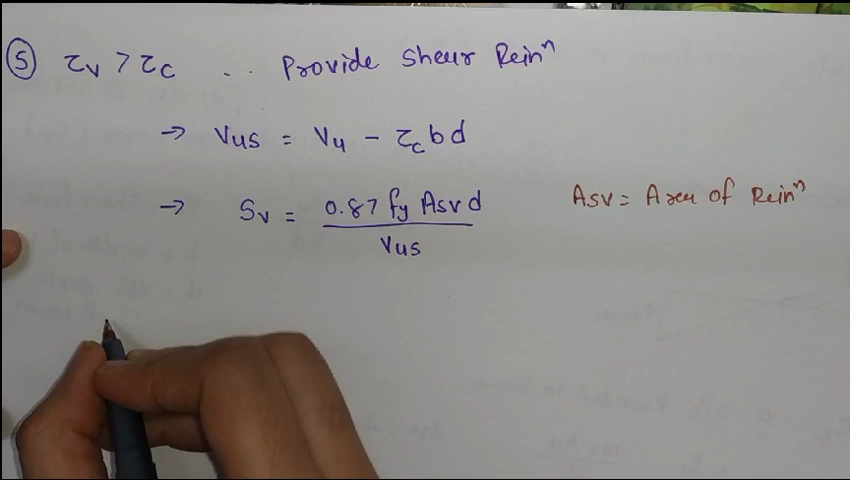 ⑤ τv > τc .. Provide Shear Reinⁿ
→ Vus = Vu - τc b d
→ Sv = 0.87 fy Asv d / Vus
Asv = Area of Reinⁿ